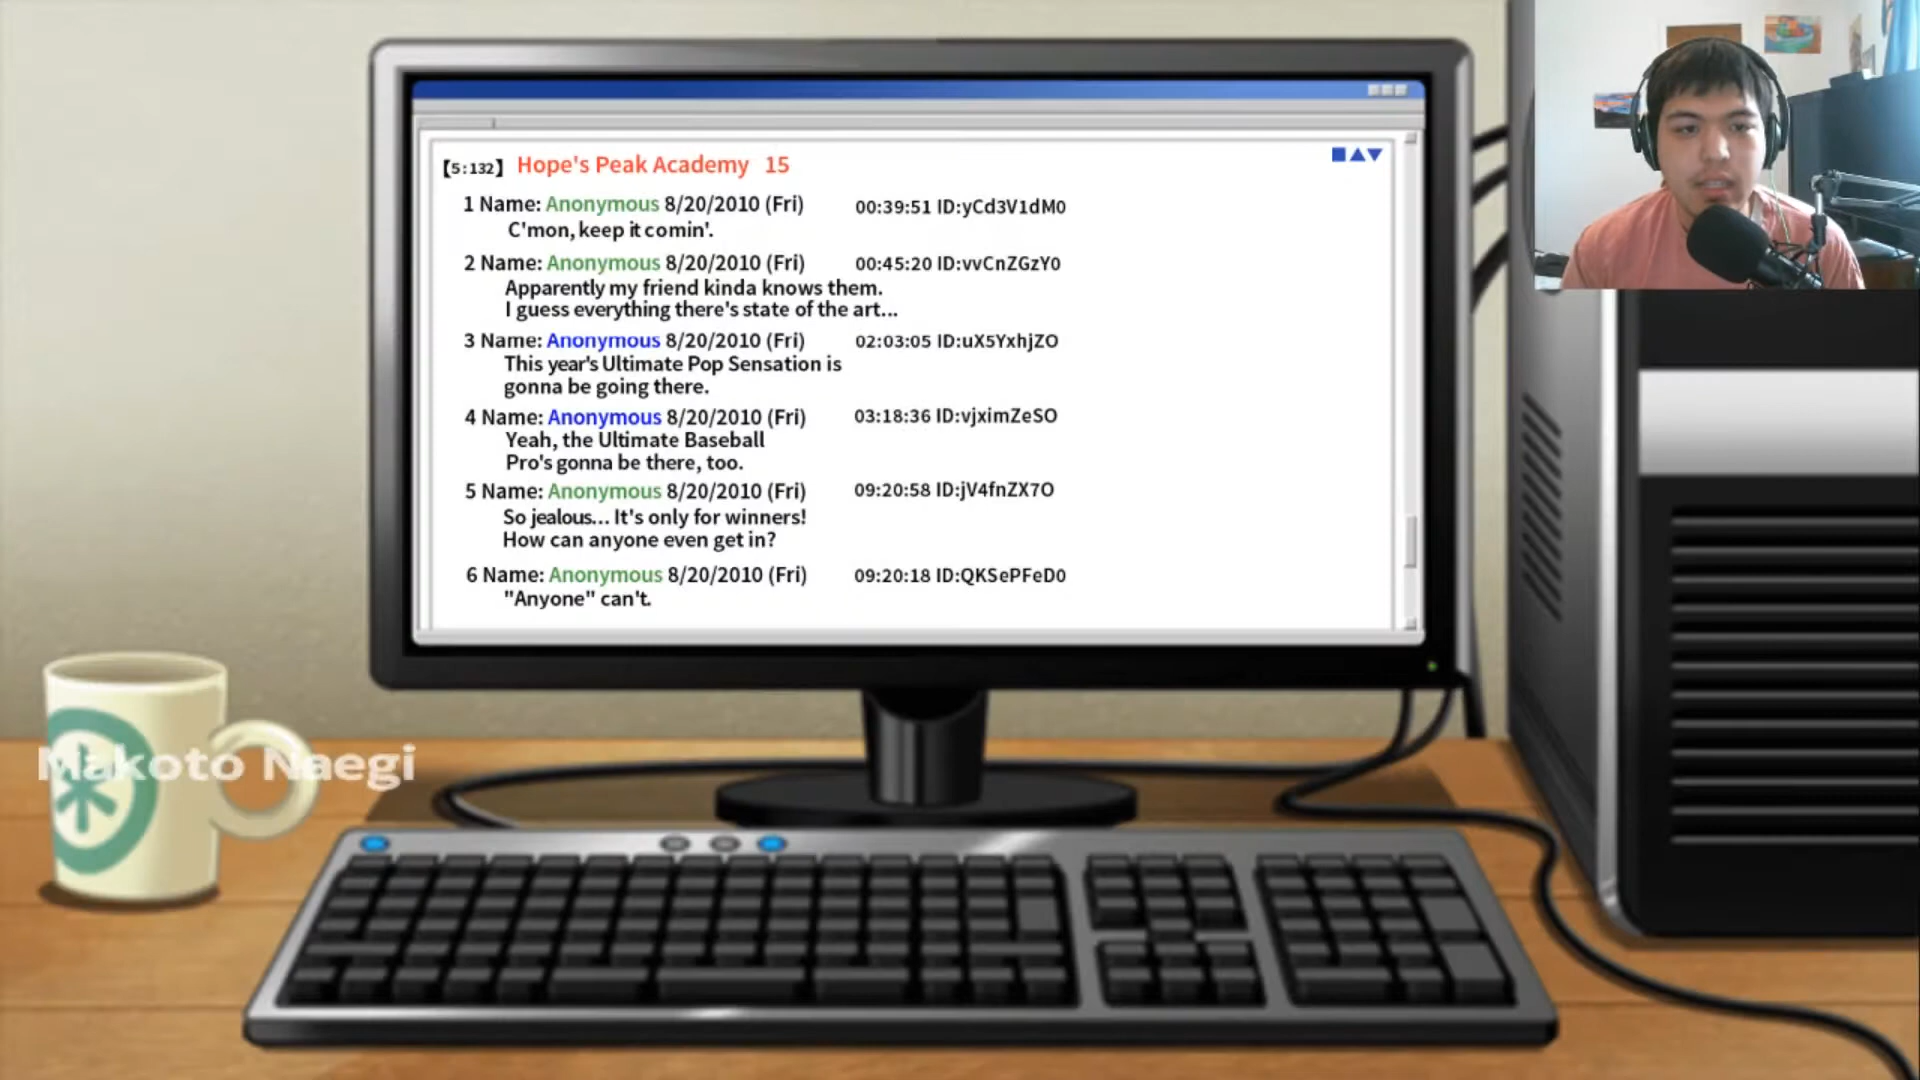 【5:132】 Hope's Peak Academy 15
1 Name: Anonymous 8/20/2010 (Fri) 00:39:51 ID:yCd3V1dM0
C'mon, keep it comin'.
2 Name: Anonymous 8/20/2010 (Fri) 00:45:20 ID:vvCnZGzY0
Apparently my friend kinda knows them.
I guess everything there's state of the art...
3 Name: Anonymous 8/20/2010 (Fri) 02:03:05 ID:uX5YxhjZO
This year's Ultimate Pop Sensation is
gonna be going there.
4 Name: Anonymous 8/20/2010 (Fri) 03:18:36 ID:vjximZeSO
Yeah, the Ultimate Baseball
Pro's gonna be there, too.
5 Name: Anonymous 8/20/2010 (Fri) 09:20:58 ID:jV4fnZX7O
So jealous... It's only for winners!
How can anyone even get in?
6 Name: Anonymous 8/20/2010 (Fri) 09:20:18 ID:QKSePFeD0
"Anyone" can't.
Makoto Naegi